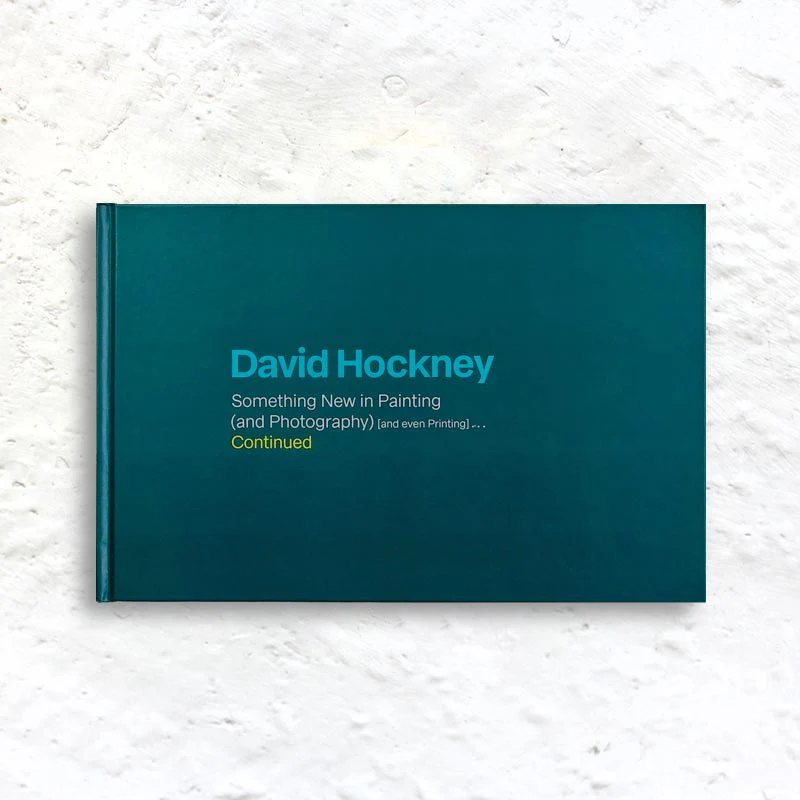 David Hockney
Something New in Painting
(and Photography) [and even Printing]...
Continued